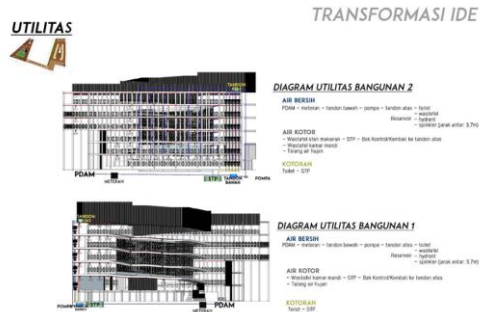 TRANSFORMASI IDE
UTILITAS
TANDON
ATAS
PDAM
METERAN
STP
TANDON
BAWAH
POMPA
DIAGRAM UTILITAS BANGUNAN 2
AIR BERSIH
PDAM - meteran - tandon bawah - pompa - tandon atas - toilet
- wastafel
Reservoir - hydrant
- sprinkler (jarak antar: 3,7m)
AIR KOTOR
- Wastafel stan makanan - STP - Bak Kontrol/Kembali ke tandon atas
- Wastafel kamar mandi
- Talang air hujan
KOTORAN
Toilet - STP
TANDON
ATAS
POMPA
STP
PDAM
METERAN
DIAGRAM UTILITAS BANGUNAN 1
AIR BERSIH
PDAM - meteran - tandon bawah - pompa - tandon atas - toilet
- wastafel
Reservoir - hydrant
- sprinkler (jarak antar: 3,7m)
AIR KOTOR
- Wastafel kamar mandi - STP - Bak Kontrol/Kembali ke tandon atas
- Talang air hujan
KOTORAN
Toilet - STP